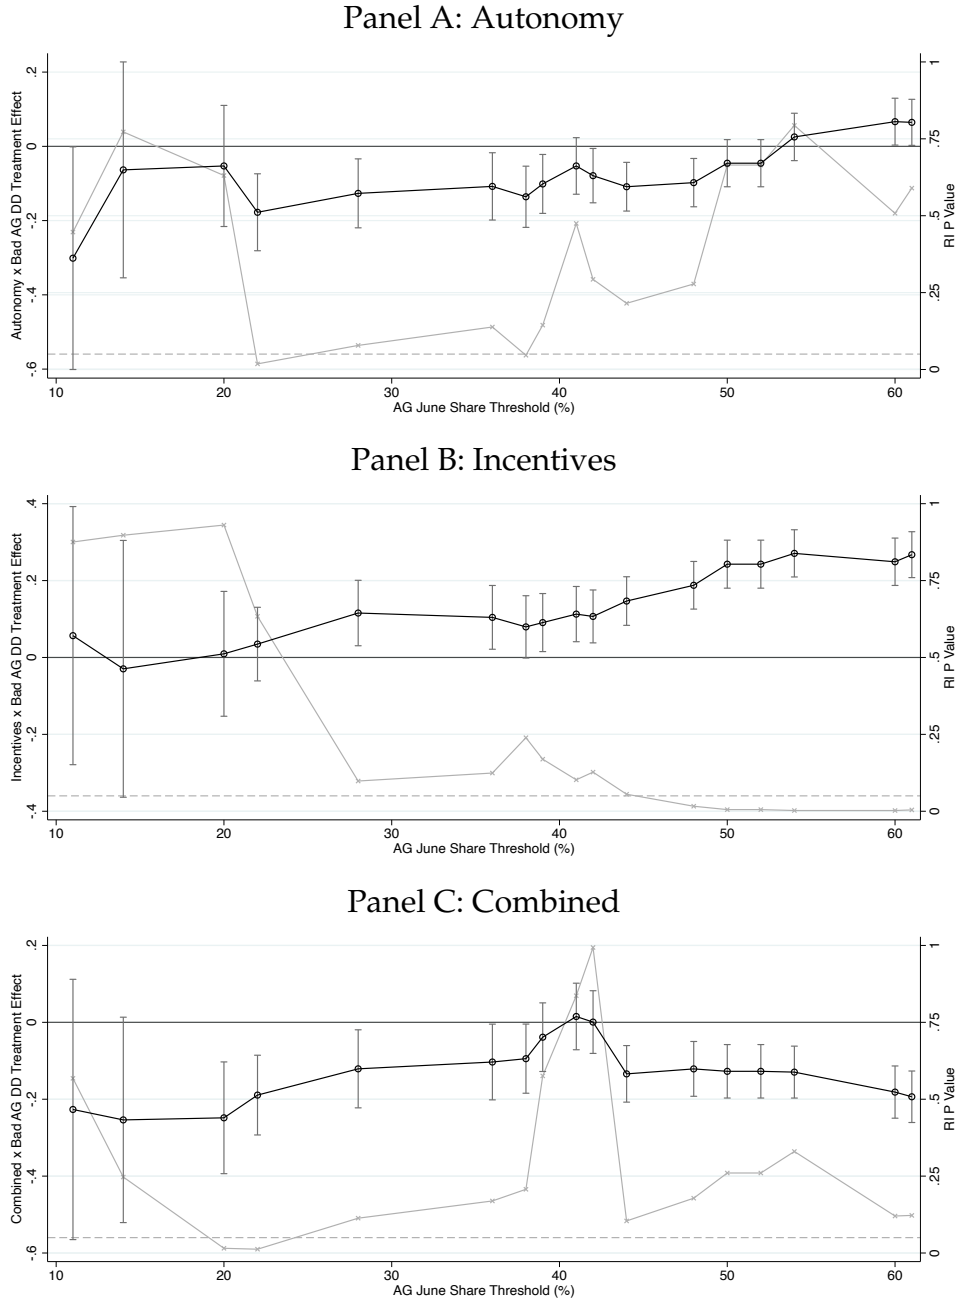 Panel A: Autonomy
Autonomy x Bad AG DD Treatment Effect
.2
0
-.2
-.4
-.6
1
.75
.5
.25
0
RI P Value
10 20 30 40 50 60
AG June Share Threshold (%)
Panel B: Incentives
Incentives x Bad AG DD Treatment Effect
.4
.2
0
-.2
-.4
1
.75
.5
.25
0
RI P Value
10 20 30 40 50 60
AG June Share Threshold (%)
Panel C: Combined
Combined x Bad AG DD Treatment Effect
.2
0
-.2
-.4
-.6
1
.75
.5
.25
0
RI P Value
10 20 30 40 50 60
AG June Share Threshold (%)